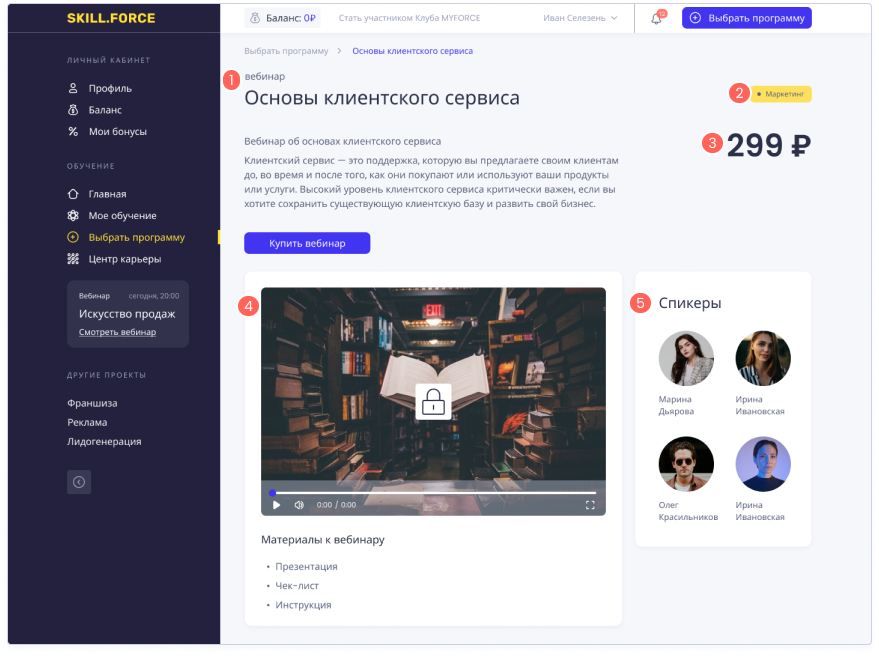 SKILL.FORCE
Баланс: 0₽
Стать участником Клуба MYFORCE
Иван Селезень
12
Выбрать программу
ЛИЧНЫЙ КАБИНЕТ
Профиль
Баланс
Мои бонусы
ОБУЧЕНИЕ
Главная
Мое обучение
Выбрать программу
Центр карьеры
Вебинар сегодня, 20:00
Искусство продаж
Смотреть вебинар
ДРУГИЕ ПРОЕКТЫ
Франшиза
Реклама
Лидогенерация
Выбрать программу > Основы клиентского сервиса
1
вебинар
Основы клиентского сервиса
2
• Маркетинг
3
299 ₽
Вебинар об основах клиентского сервиса
Клиентский сервис — это поддержка, которую вы предлагаете своим клиентам
до, во время и после того, как они покупают или используют ваши продукты
или услуги. Высокий уровень клиентского сервиса критически важен, если вы
хотите сохранить существующую клиентскую базу и развить свой бизнес.
Купить вебинар
4
EXIT
0:00 / 0:00
Материалы к вебинару
• Презентация
• Чек-лист
• Инструкция
5
Спикеры
Марина
Дьярова
Ирина
Ивановская
Олег
Красильников
Ирина
Ивановская